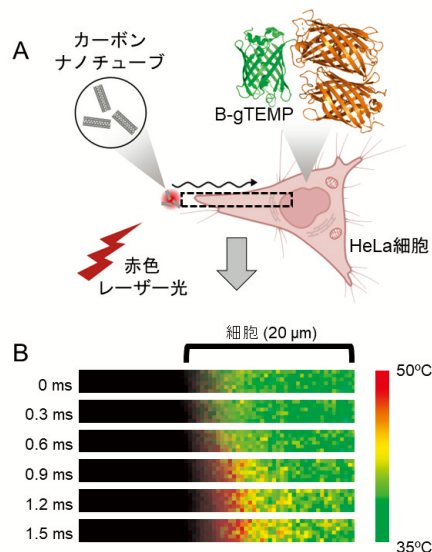 A
カーボン
ナノチューブ
B-gTEMP
HeLa細胞
赤色
レーザー光
B
細胞 (20 μm)
0 ms
0.3 ms
0.6 ms
0.9 ms
1.2 ms
1.5 ms
50ºC
35ºC